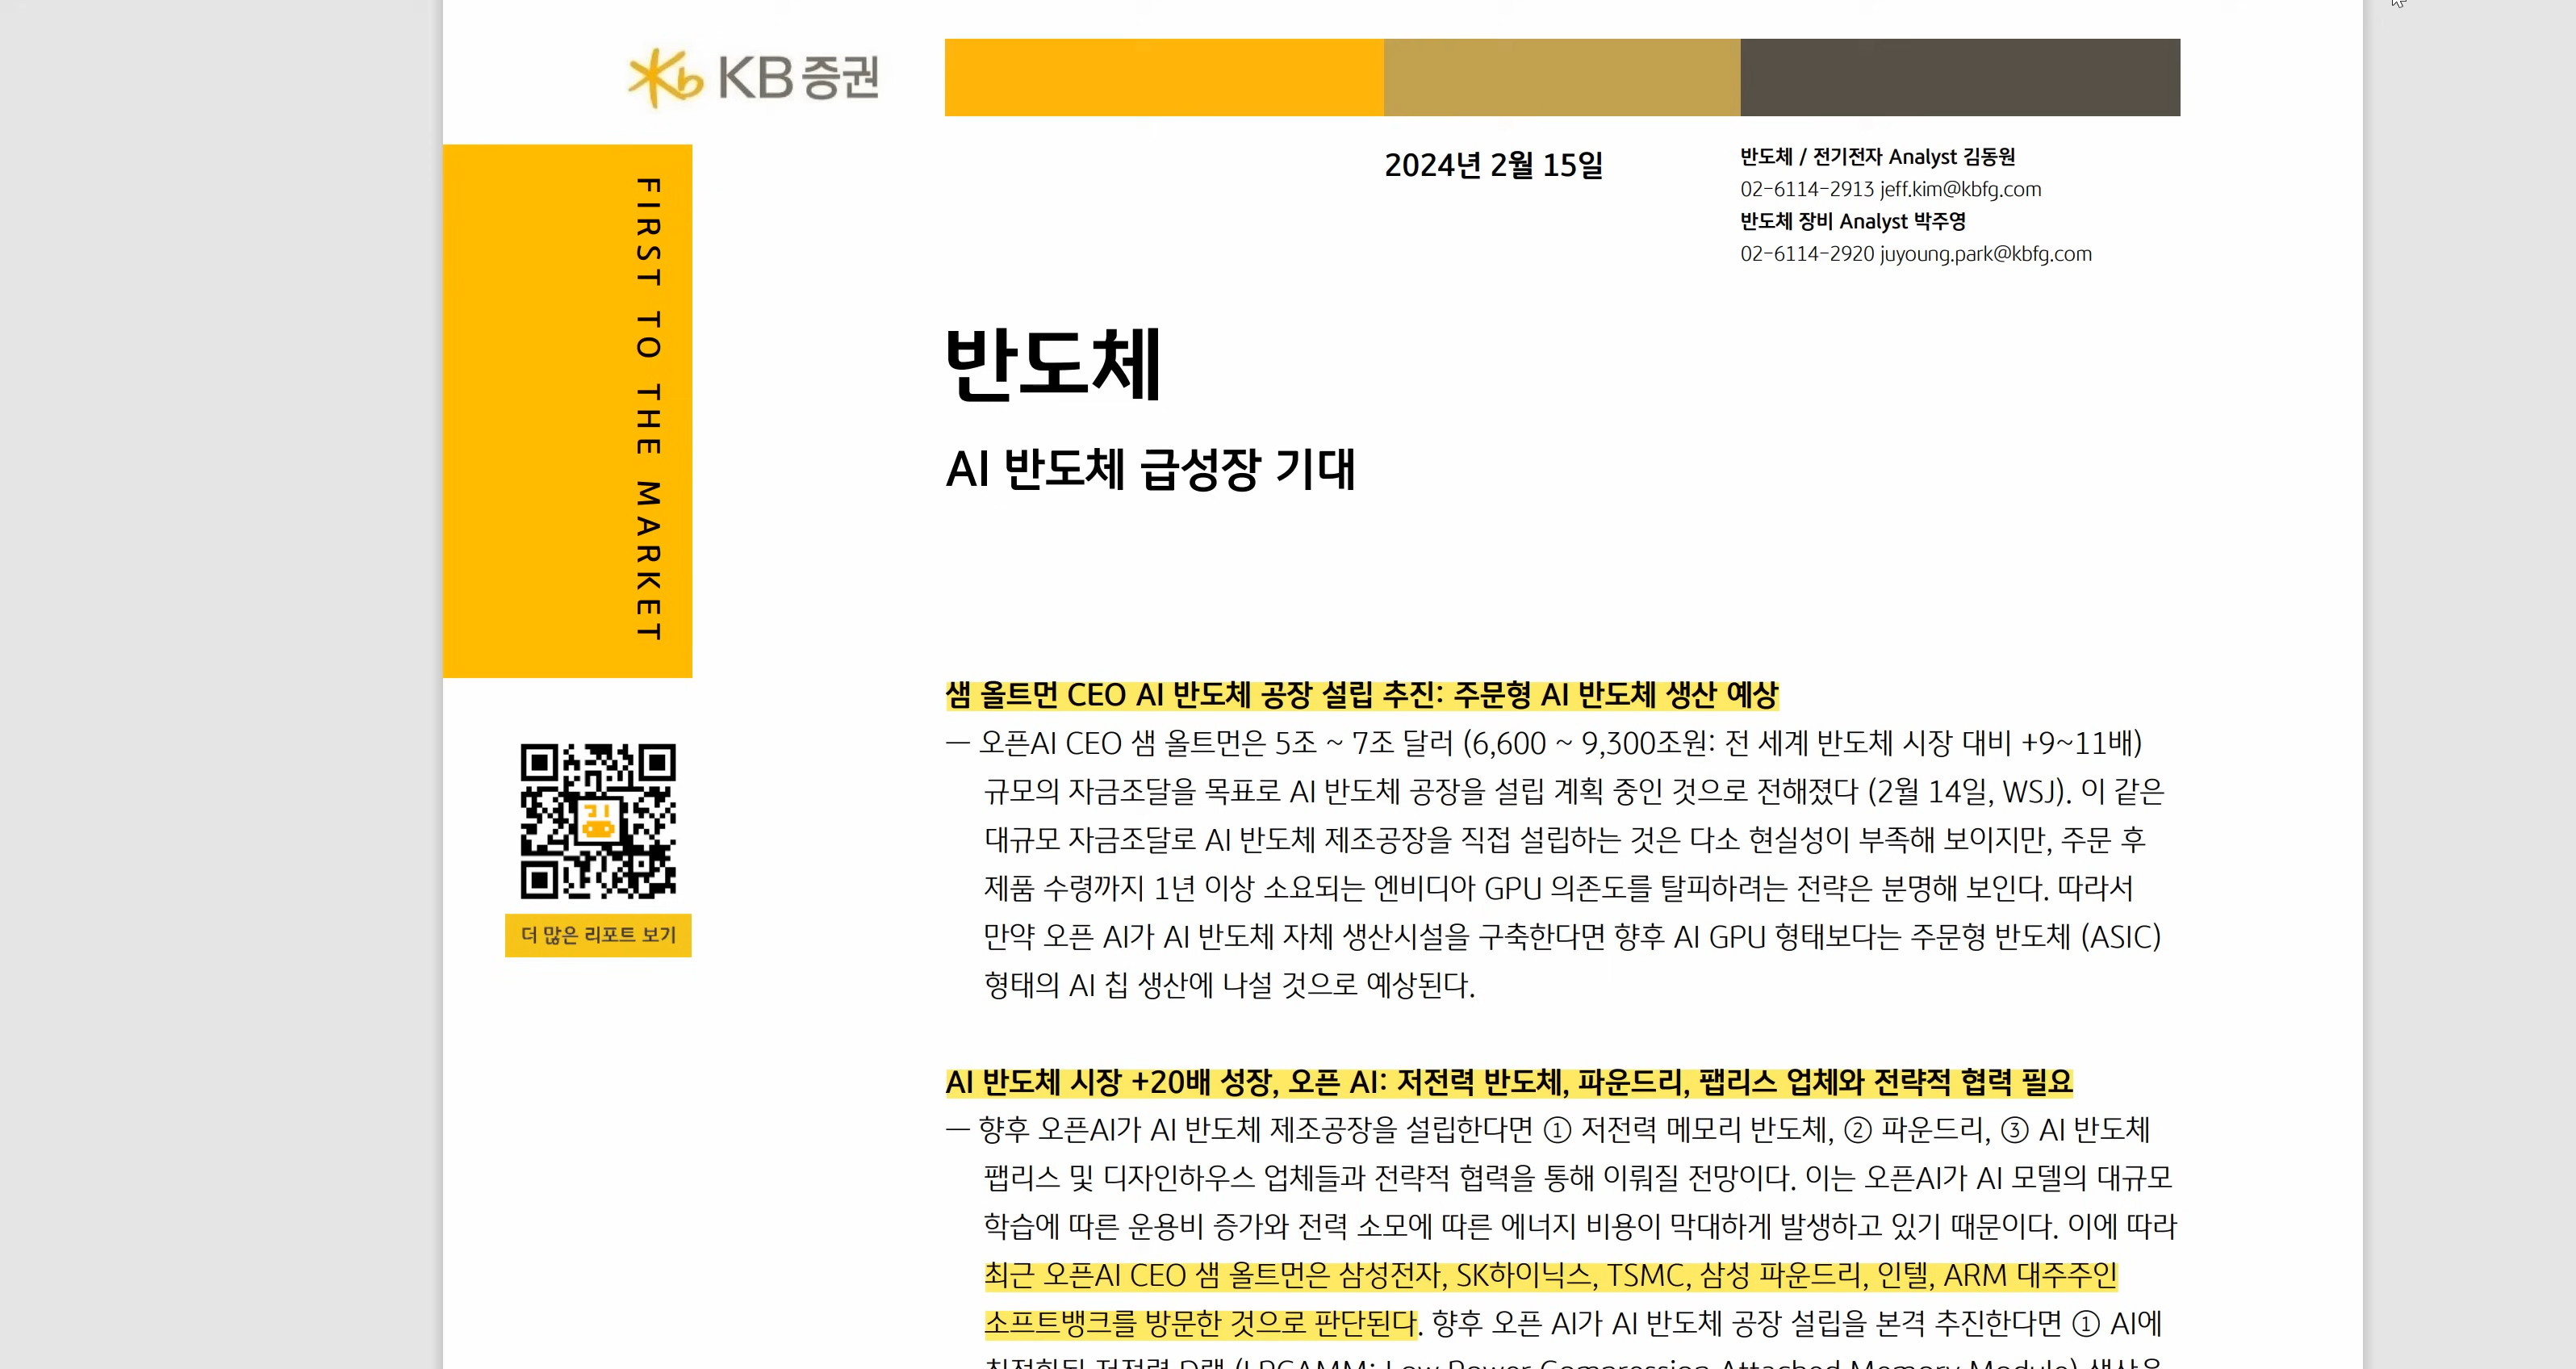 KB증권
2024년 2월 15일
반도체 / 전기전자 Analyst 김동원
02-6114-2913 jeff.kim@kbfg.com
반도체 장비 Analyst 박주영
02-6114-2920 juyoung.park@kbfg.com
FIRST TO THE MARKET
반도체
AI 반도체 급성장 기대
더 많은 리포트 보기
샘 올트먼 CEO AI 반도체 공장 설립 추진: 주문형 AI 반도체 생산 예상
— 오픈AI CEO 샘 올트먼은 5조 ~ 7조 달러 (6,600 ~ 9,300조원: 전 세계 반도체 시장 대비 +9~11배)
규모의 자금조달을 목표로 AI 반도체 공장을 설립 계획 중인 것으로 전해졌다 (2월 14일, WSJ). 이 같은
대규모 자금조달로 AI 반도체 제조공장을 직접 설립하는 것은 다소 현실성이 부족해 보이지만, 주문 후
제품 수령까지 1년 이상 소요되는 엔비디아 GPU 의존도를 탈피하려는 전략은 분명해 보인다. 따라서
만약 오픈 AI가 AI 반도체 자체 생산시설을 구축한다면 향후 AI GPU 형태보다는 주문형 반도체 (ASIC)
형태의 AI 칩 생산에 나설 것으로 예상된다.
AI 반도체 시장 +20배 성장, 오픈 AI: 저전력 반도체, 파운드리, 팹리스 업체와 전략적 협력 필요
— 향후 오픈AI가 AI 반도체 제조공장을 설립한다면 ① 저전력 메모리 반도체, ② 파운드리, ③ AI 반도체
팹리스 및 디자인하우스 업체들과 전략적 협력을 통해 이뤄질 전망이다. 이는 오픈AI가 AI 모델의 대규모
학습에 따른 운용비 증가와 전력 소모에 따른 에너지 비용이 막대하게 발생하고 있기 때문이다. 이에 따라
최근 오픈AI CEO 샘 올트먼은 삼성전자, SK하이닉스, TSMC, 삼성 파운드리, 인텔, ARM 대주주인
소프트뱅크를 방문한 것으로 판단된다. 향후 오픈 AI가 AI 반도체 공장 설립을 본격 추진한다면 ① AI에
최적화된 저전력 D램 (LPCAMM: Low Power Compression Attached Memory Module) 생산을